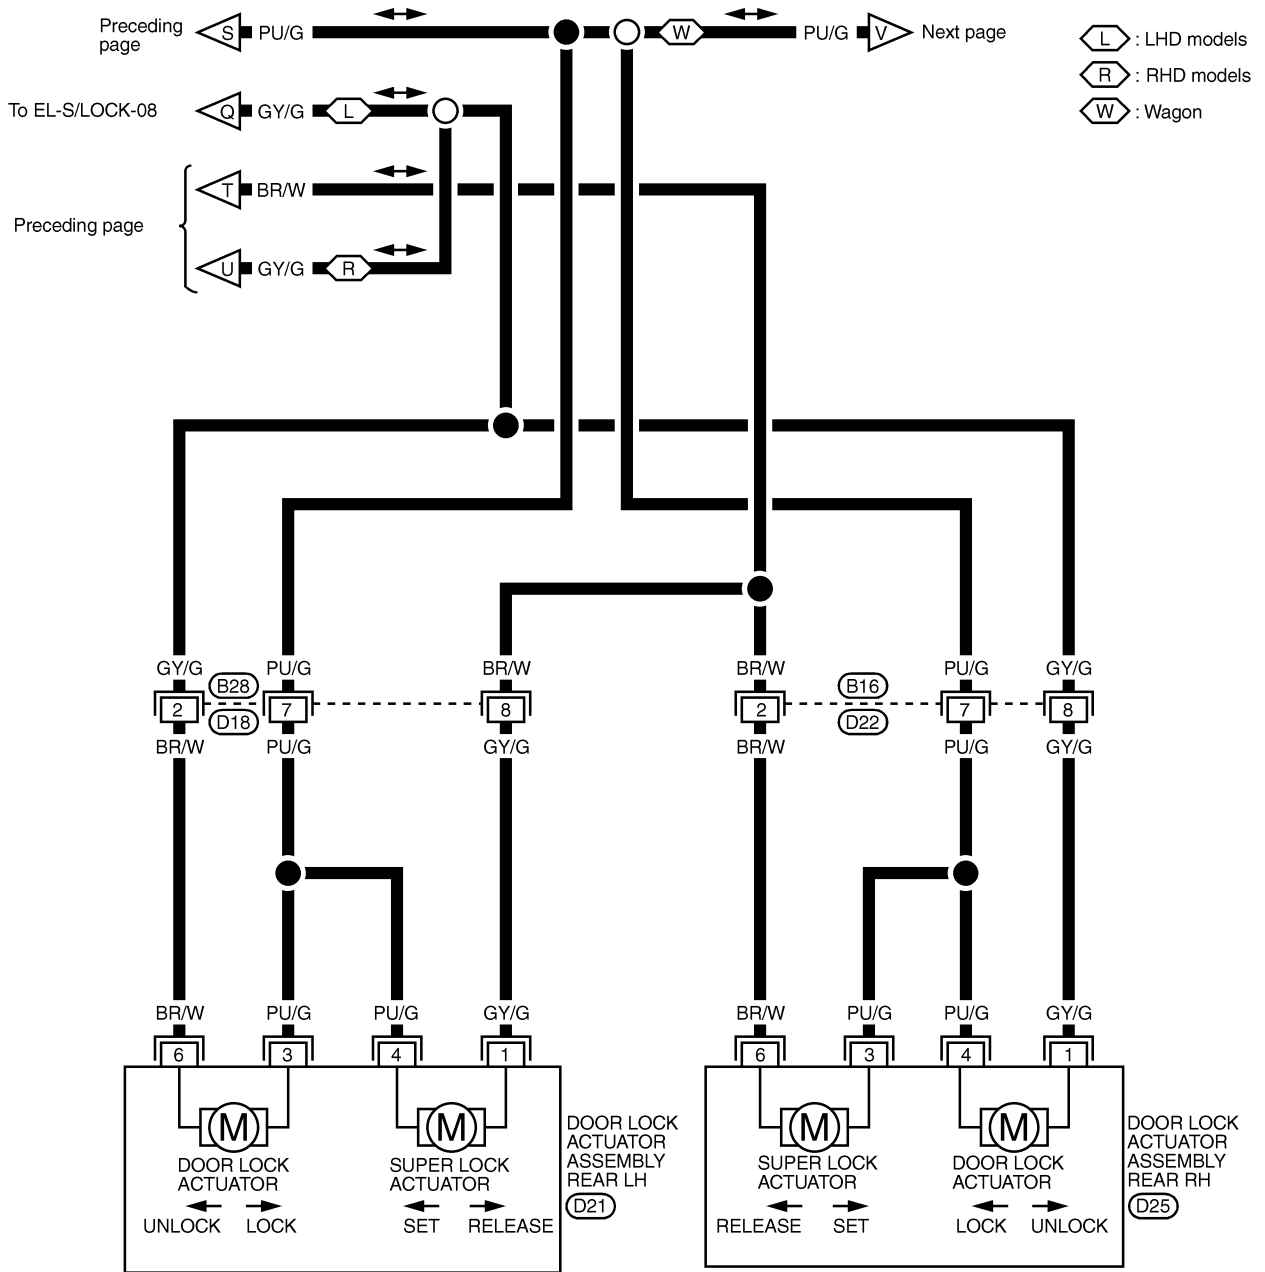 Preceding page
S PU/G W PU/G V Next page
L : LHD models
R : RHD models
W : Wagon
To EL-S/LOCK-08 Q GY/G L
T BR/W
Preceding page
U GY/G R
GY/G PU/G BR/W BR/W PU/G GY/G
B28 B16
2 7 8 2 7 8
D18 D22
BR/W PU/G GY/G BR/W PU/G GY/G
BR/W PU/G PU/G GY/G BR/W PU/G PU/G GY/G
6 3 4 1 6 3 4 1
M M M M
DOOR LOCK
ACTUATOR
UNLOCK LOCK
SUPER LOCK
ACTUATOR
SET RELEASE
DOOR LOCK
ACTUATOR
ASSEMBLY
REAR LH
D21
SUPER LOCK
ACTUATOR
RELEASE SET
DOOR LOCK
ACTUATOR
LOCK UNLOCK
DOOR LOCK
ACTUATOR
ASSEMBLY
REAR RH
D25